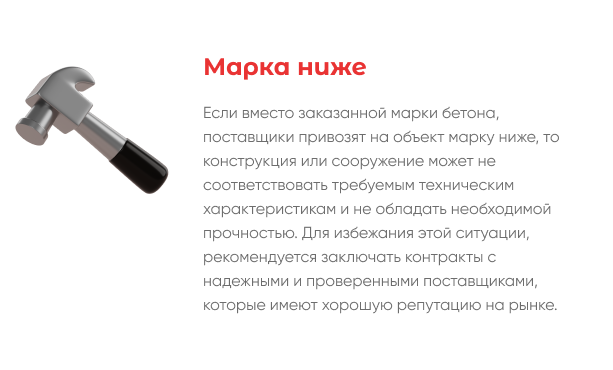 Марка ниже
Если вместо заказанной марки бетона,
поставщики привозят на объект марку ниже, то
конструкция или сооружение может не
соответствовать требуемым техническим
характеристикам и не обладать необходимой
прочностью. Для избежания этой ситуации,
рекомендуется заключать контракты с
надежными и проверенными поставщиками,
которые имеют хорошую репутацию на рынке.